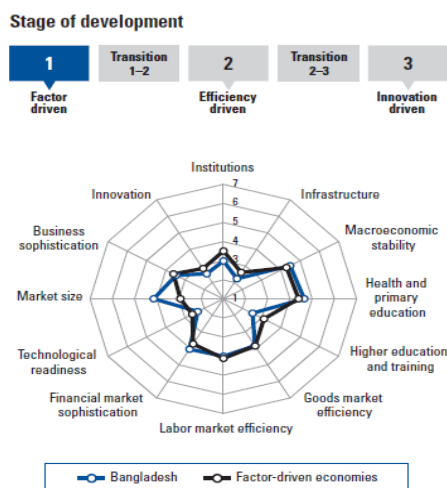 Stage of development
1
Transition
1–2
2
Transition
2–3
3
Factor
driven
Efficiency
driven
Innovation
driven
Institutions
7
Innovation
Infrastructure
6
5
Business
sophistication
Macroeconomic
stability
4
3
2
Market size
1
Health and
primary
education
Technological
readiness
Higher education
and training
Financial market
sophistication
Goods market
efficiency
Labor market efficiency
Bangladesh
Factor-driven economies